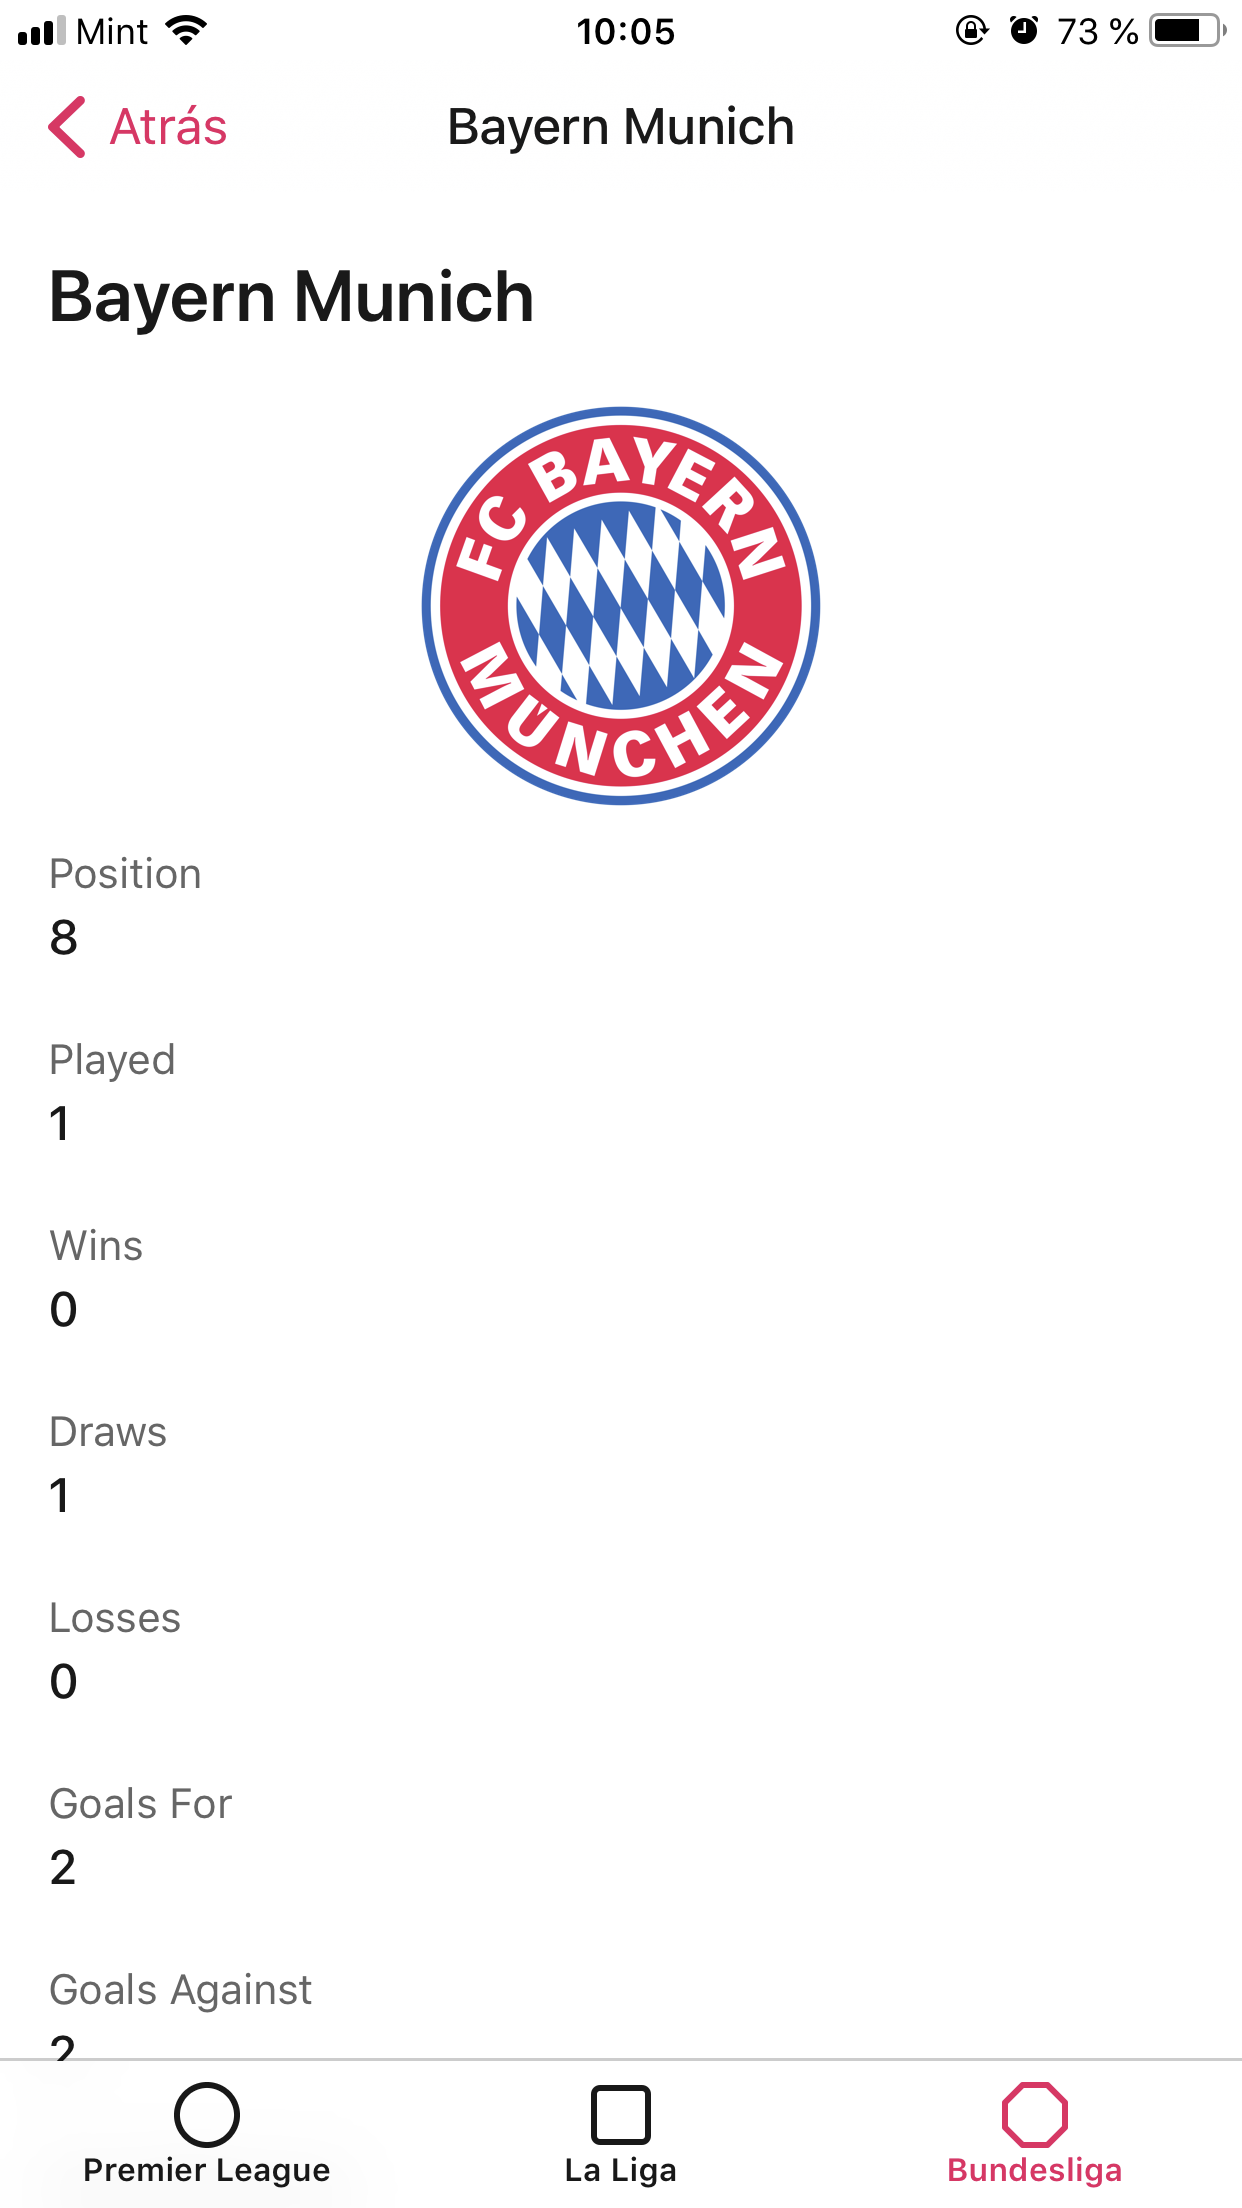 Mint 10:05 73 %
Atrás Bayern Munich
Bayern Munich
FC BAYERN
MÜNCHEN
Position
8
Played
1
Wins
0
Draws
1
Losses
0
Goals For
2
Goals Against
2
Premier League La Liga Bundesliga